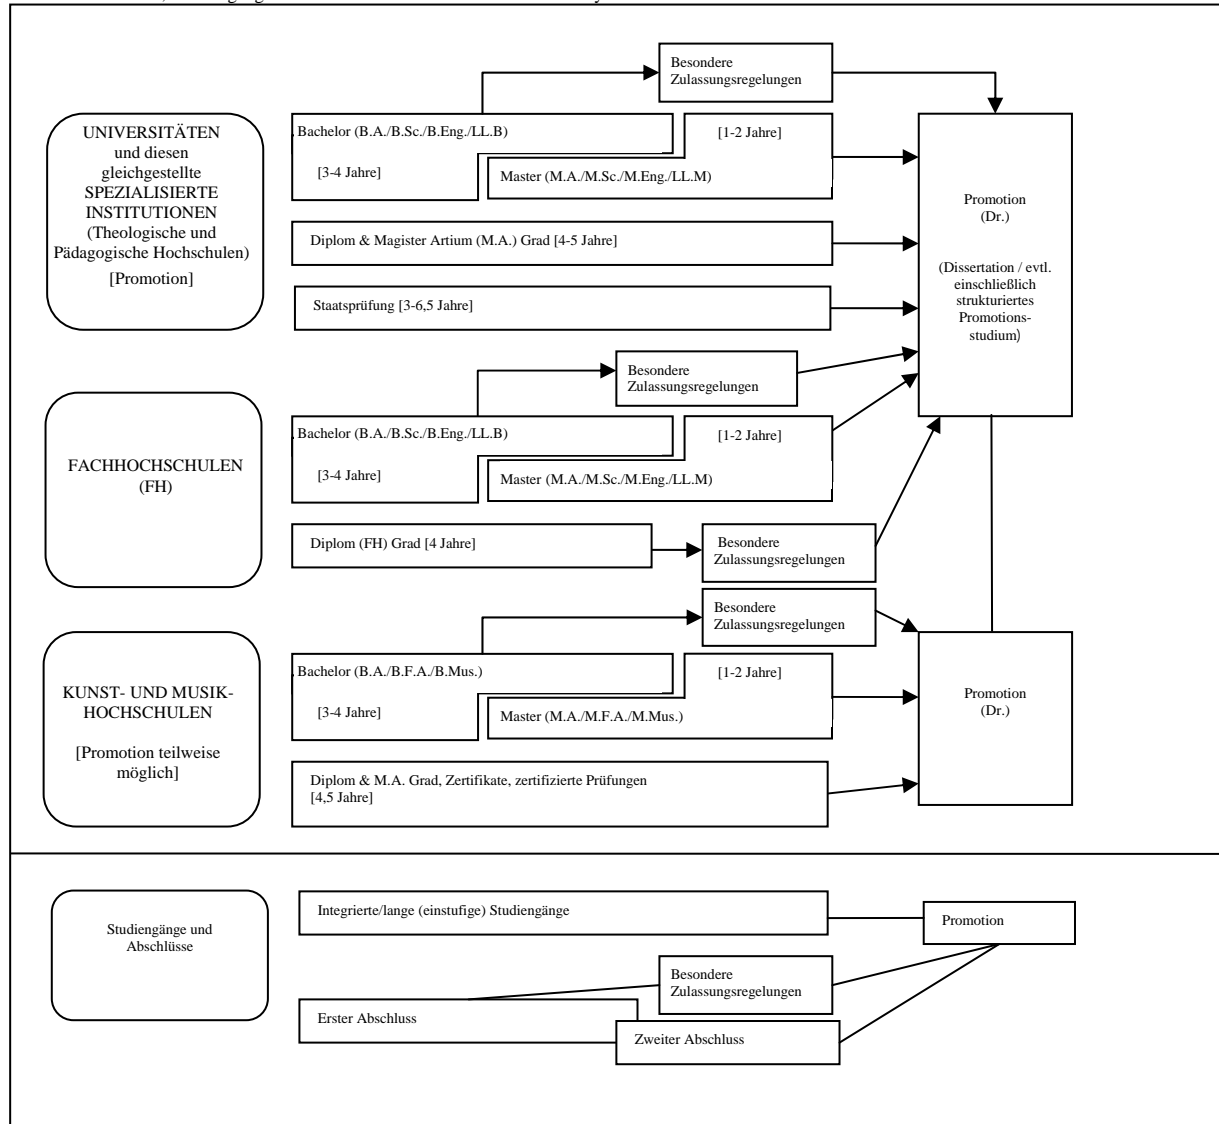 Besondere
Zulassungsregelungen
UNIVERSITÄTEN
und diesen
gleichgestellte
SPEZIALISIERTE
INSTITUTIONEN
(Theologische und
Pädagogische Hochschulen)
[Promotion]
Bachelor (B.A./B.Sc./B.Eng./LL.B)
[3-4 Jahre]
[1-2 Jahre]
Master (M.A./M.Sc./M.Eng./LL.M)
Diplom & Magister Artium (M.A.) Grad [4-5 Jahre]
Staatsprüfung [3-6,5 Jahre]
Promotion
(Dr.)
(Dissertation / evtl.
einschließlich
strukturiertes
Promotions-
studium)
Besondere
Zulassungsregelungen
FACHHOCHSCHULEN
(FH)
Bachelor (B.A./B.Sc./B.Eng./LL.B)
[3-4 Jahre]
[1-2 Jahre]
Master (M.A./M.Sc./M.Eng./LL.M)
Diplom (FH) Grad [4 Jahre]
Besondere
Zulassungsregelungen
Besondere
Zulassungsregelungen
KUNST- UND MUSIK-
HOCHSCHULEN
[Promotion teilweise
möglich]
Bachelor (B.A./B.F.A./B.Mus.)
[3-4 Jahre]
[1-2 Jahre]
Master (M.A./M.F.A./M.Mus.)
Diplom & M.A. Grad, Zertifikate, zertifizierte Prüfungen
[4,5 Jahre]
Promotion
(Dr.)
Studiengänge und
Abschlüsse
Integrierte/lange (einstufige) Studiengänge
Promotion
Besondere
Zulassungsregelungen
Erster Abschluss
Zweiter Abschluss